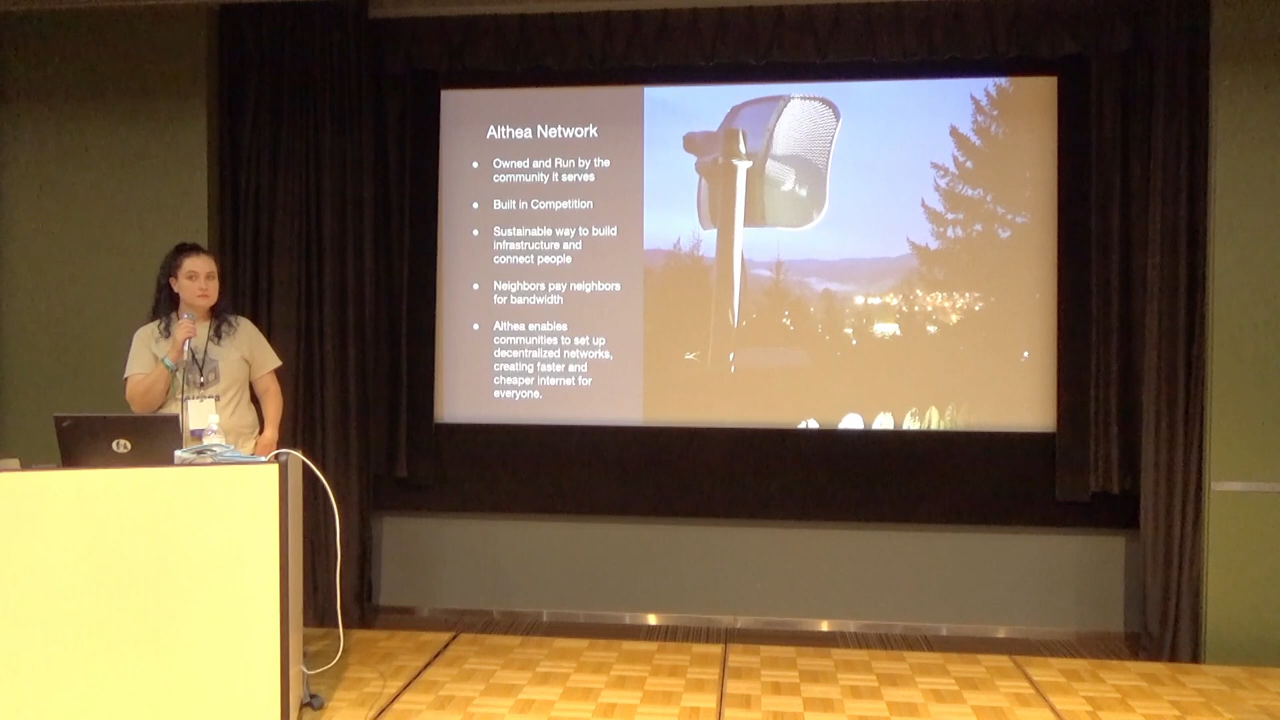 Althea Network
● Owned and Run by the
community it serves
● Built in Competition
● Sustainable way to build
infrastructure and
connect people
● Neighbors pay neighbors
for bandwidth
● Althea enables
communities to set up
decentralized networks,
creating faster and
cheaper internet for
everyone.